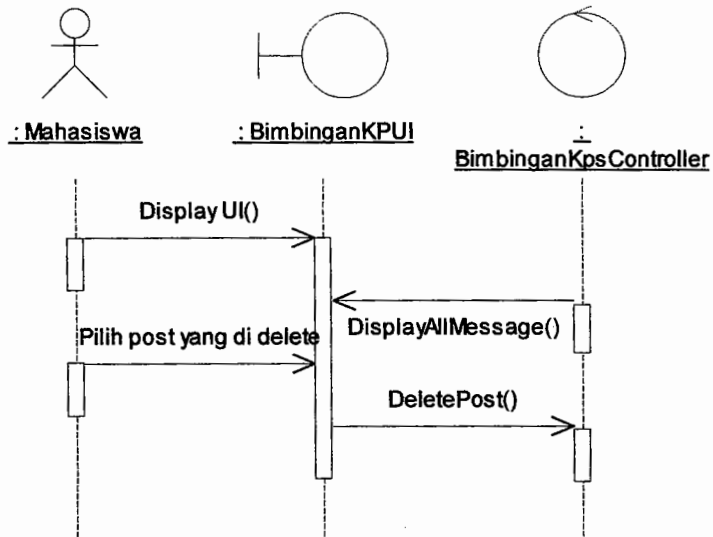 : Mahasiswa
: BimbinganKPUI
:
BimbinganKpsController
Display UI()
DisplayAllMessage()
Pilih post yang di delete
DeletePost()